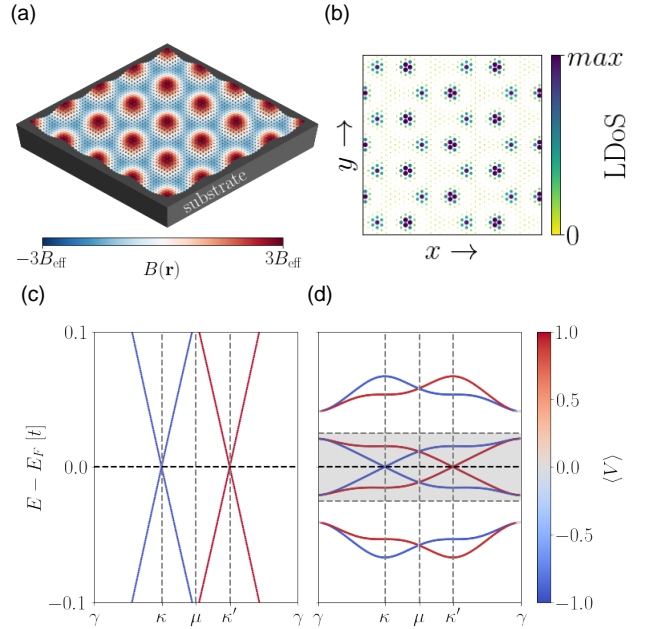 (a)
substrate
−3B_eff 3B_eff
B(r)
(b)
y →
x →
max
0
LDoS
(c)
E − E_F [t]
0.1
0.0
-0.1
γ κ μ κ′ γ
(d)
γ κ μ κ′ γ
1.0
0.5
0.0
−0.5
−1.0
⟨V⟩